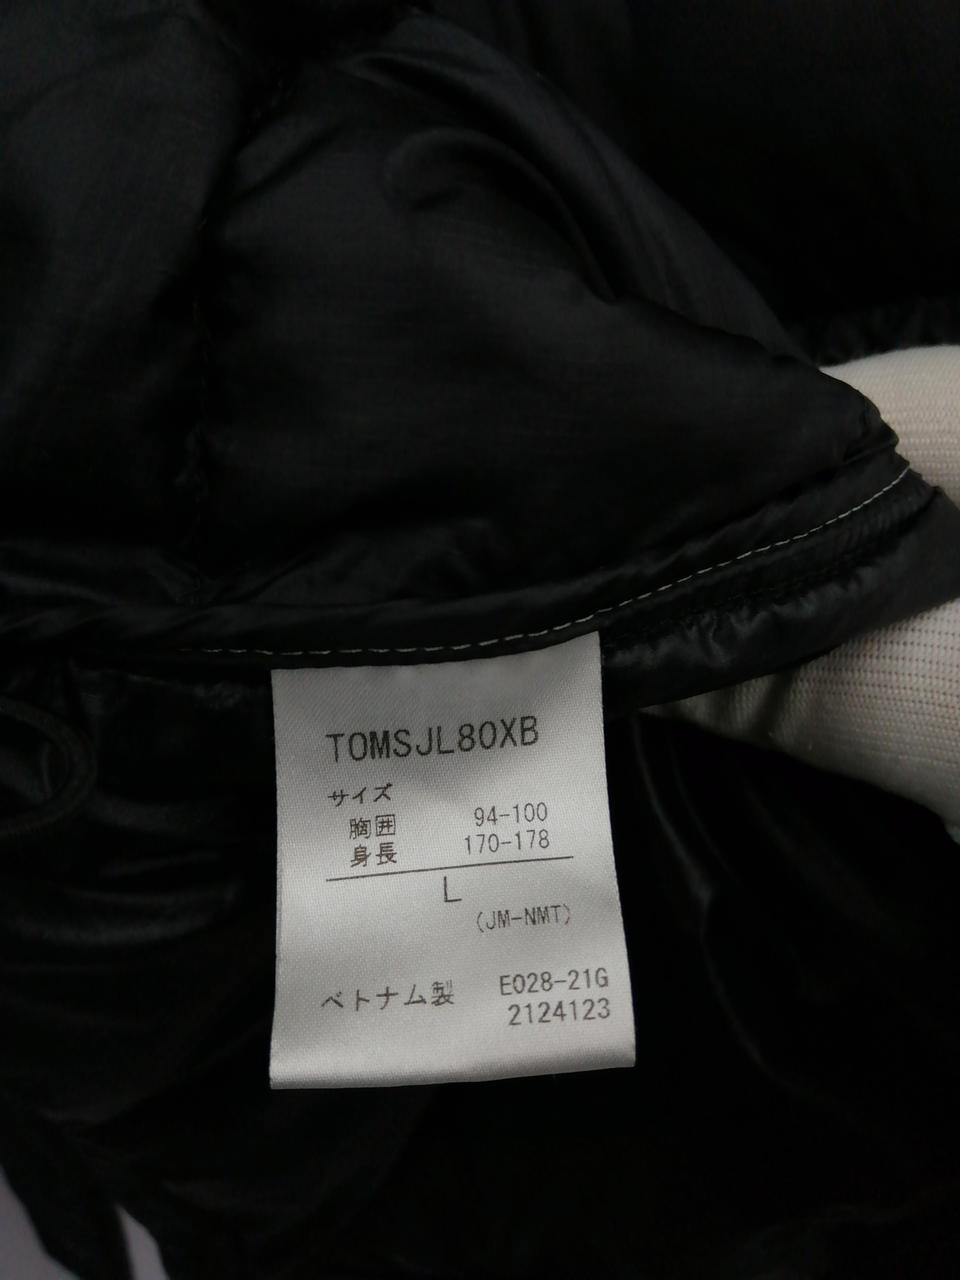 TOMSJL80XB
サイズ
胸囲 94-100
身長 170-178
L
(JM-NMT)
ベトナム製 E028-21G
2124123